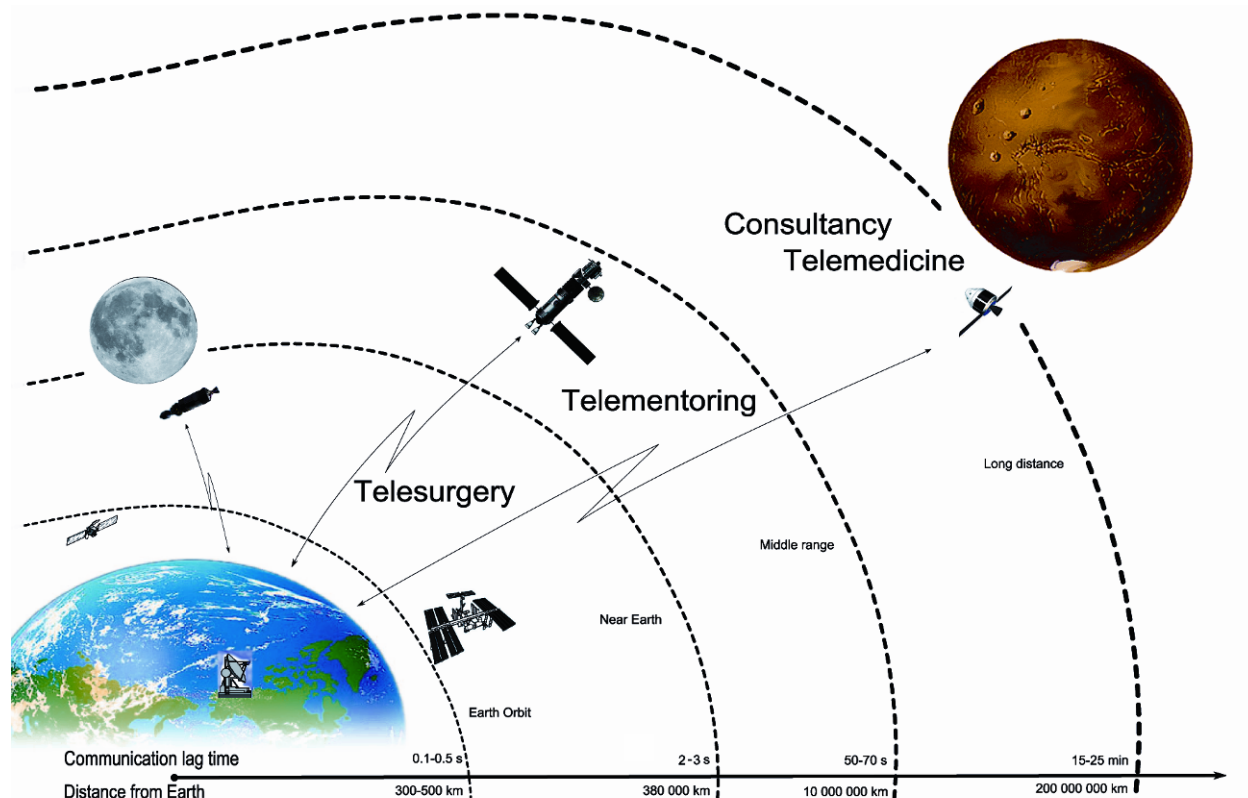 Consultancy
Telemedicine
Telementoring
Long distance
Telesurgery
Middle range
Near Earth
Earth Orbit
Communication lag time 0.1-0.5 s 2-3 s 50-70 s 15-25 min
Distance from Earth 300-500 km 380 000 km 10 000 000 km 200 000 000 km